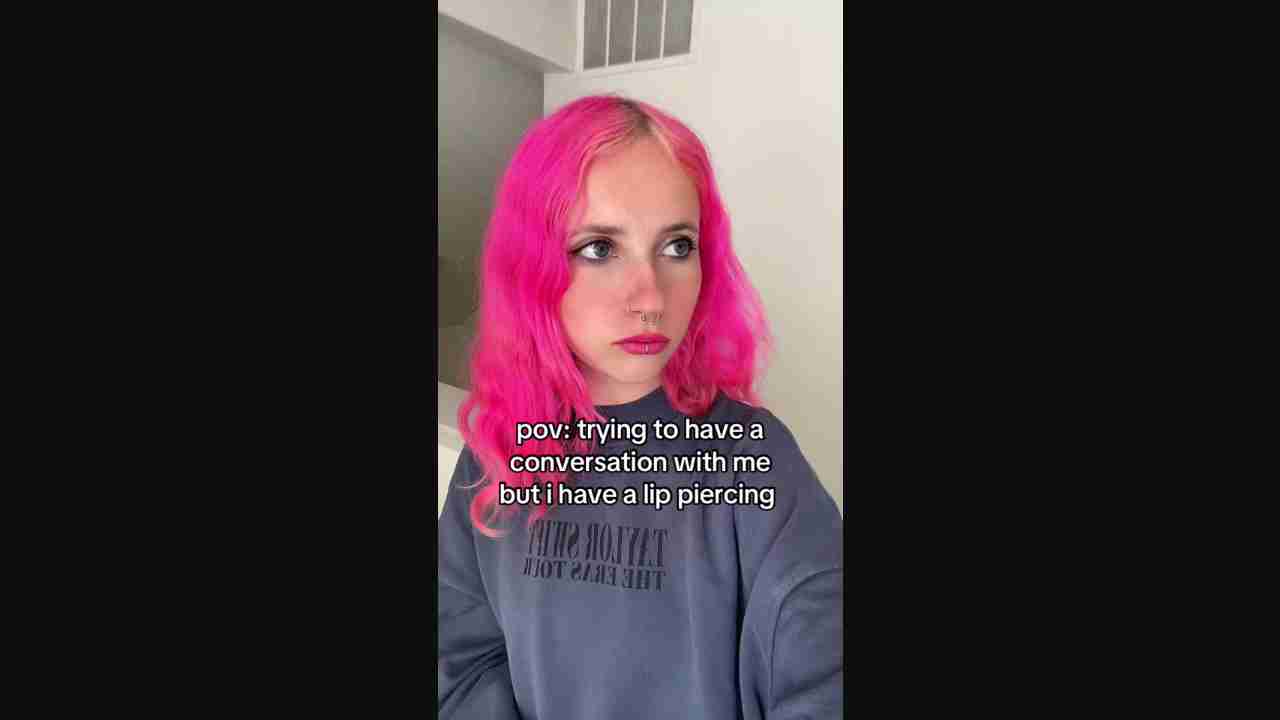 pov: trying to have a
conversation with me
but i have a lip piercing
TAYLOR SWIFT
THE ERAS TOUR